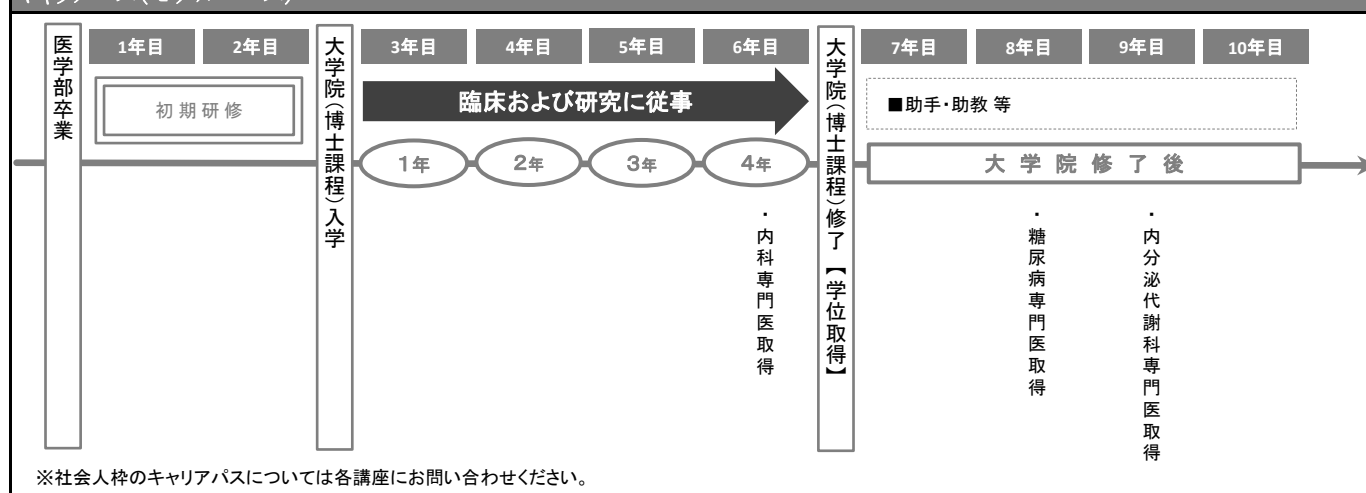 医学部卒業
1年目
2年目
初期研修
大学院(博士課程)入学
3年目
4年目
5年目
6年目
臨床および研究に従事
1年
2年
3年
4年
・内科専門医取得
大学院(博士課程)修了【学位取得】
7年目
8年目
9年目
10年目
■助手・助教 等
大学院修了後
・糖尿病専門医取得
・内分泌代謝科専門医取得
※社会人枠のキャリアパスについては各講座にお問い合わせください。